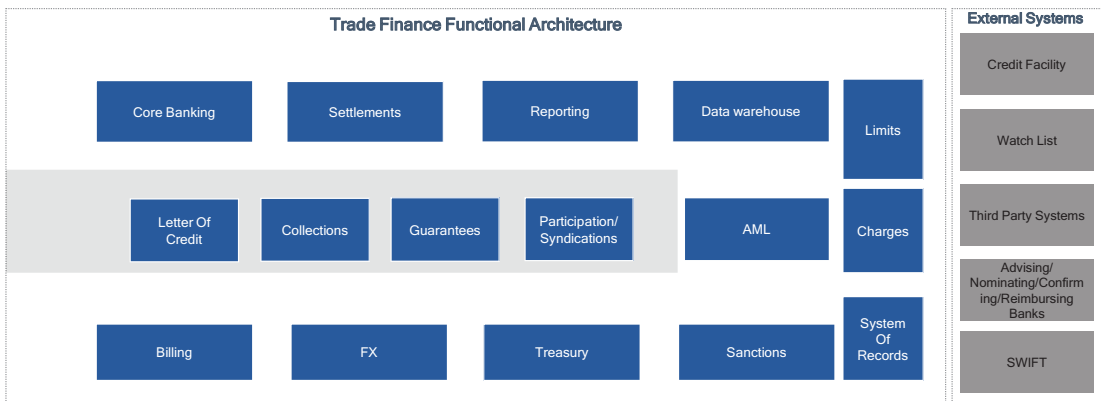 Trade Finance Functional Architecture
External Systems
Core Banking
Settlements
Reporting
Data warehouse
Limits
Letter Of
Credit
Collections
Guarantees
Participation/
Syndications
AML
Charges
Billing
FX
Treasury
Sanctions
System
Of
Records
Credit Facility
Watch List
Third Party Systems
Advising/
Nominating/Confirm
ing/Reimbursing
Banks
SWIFT